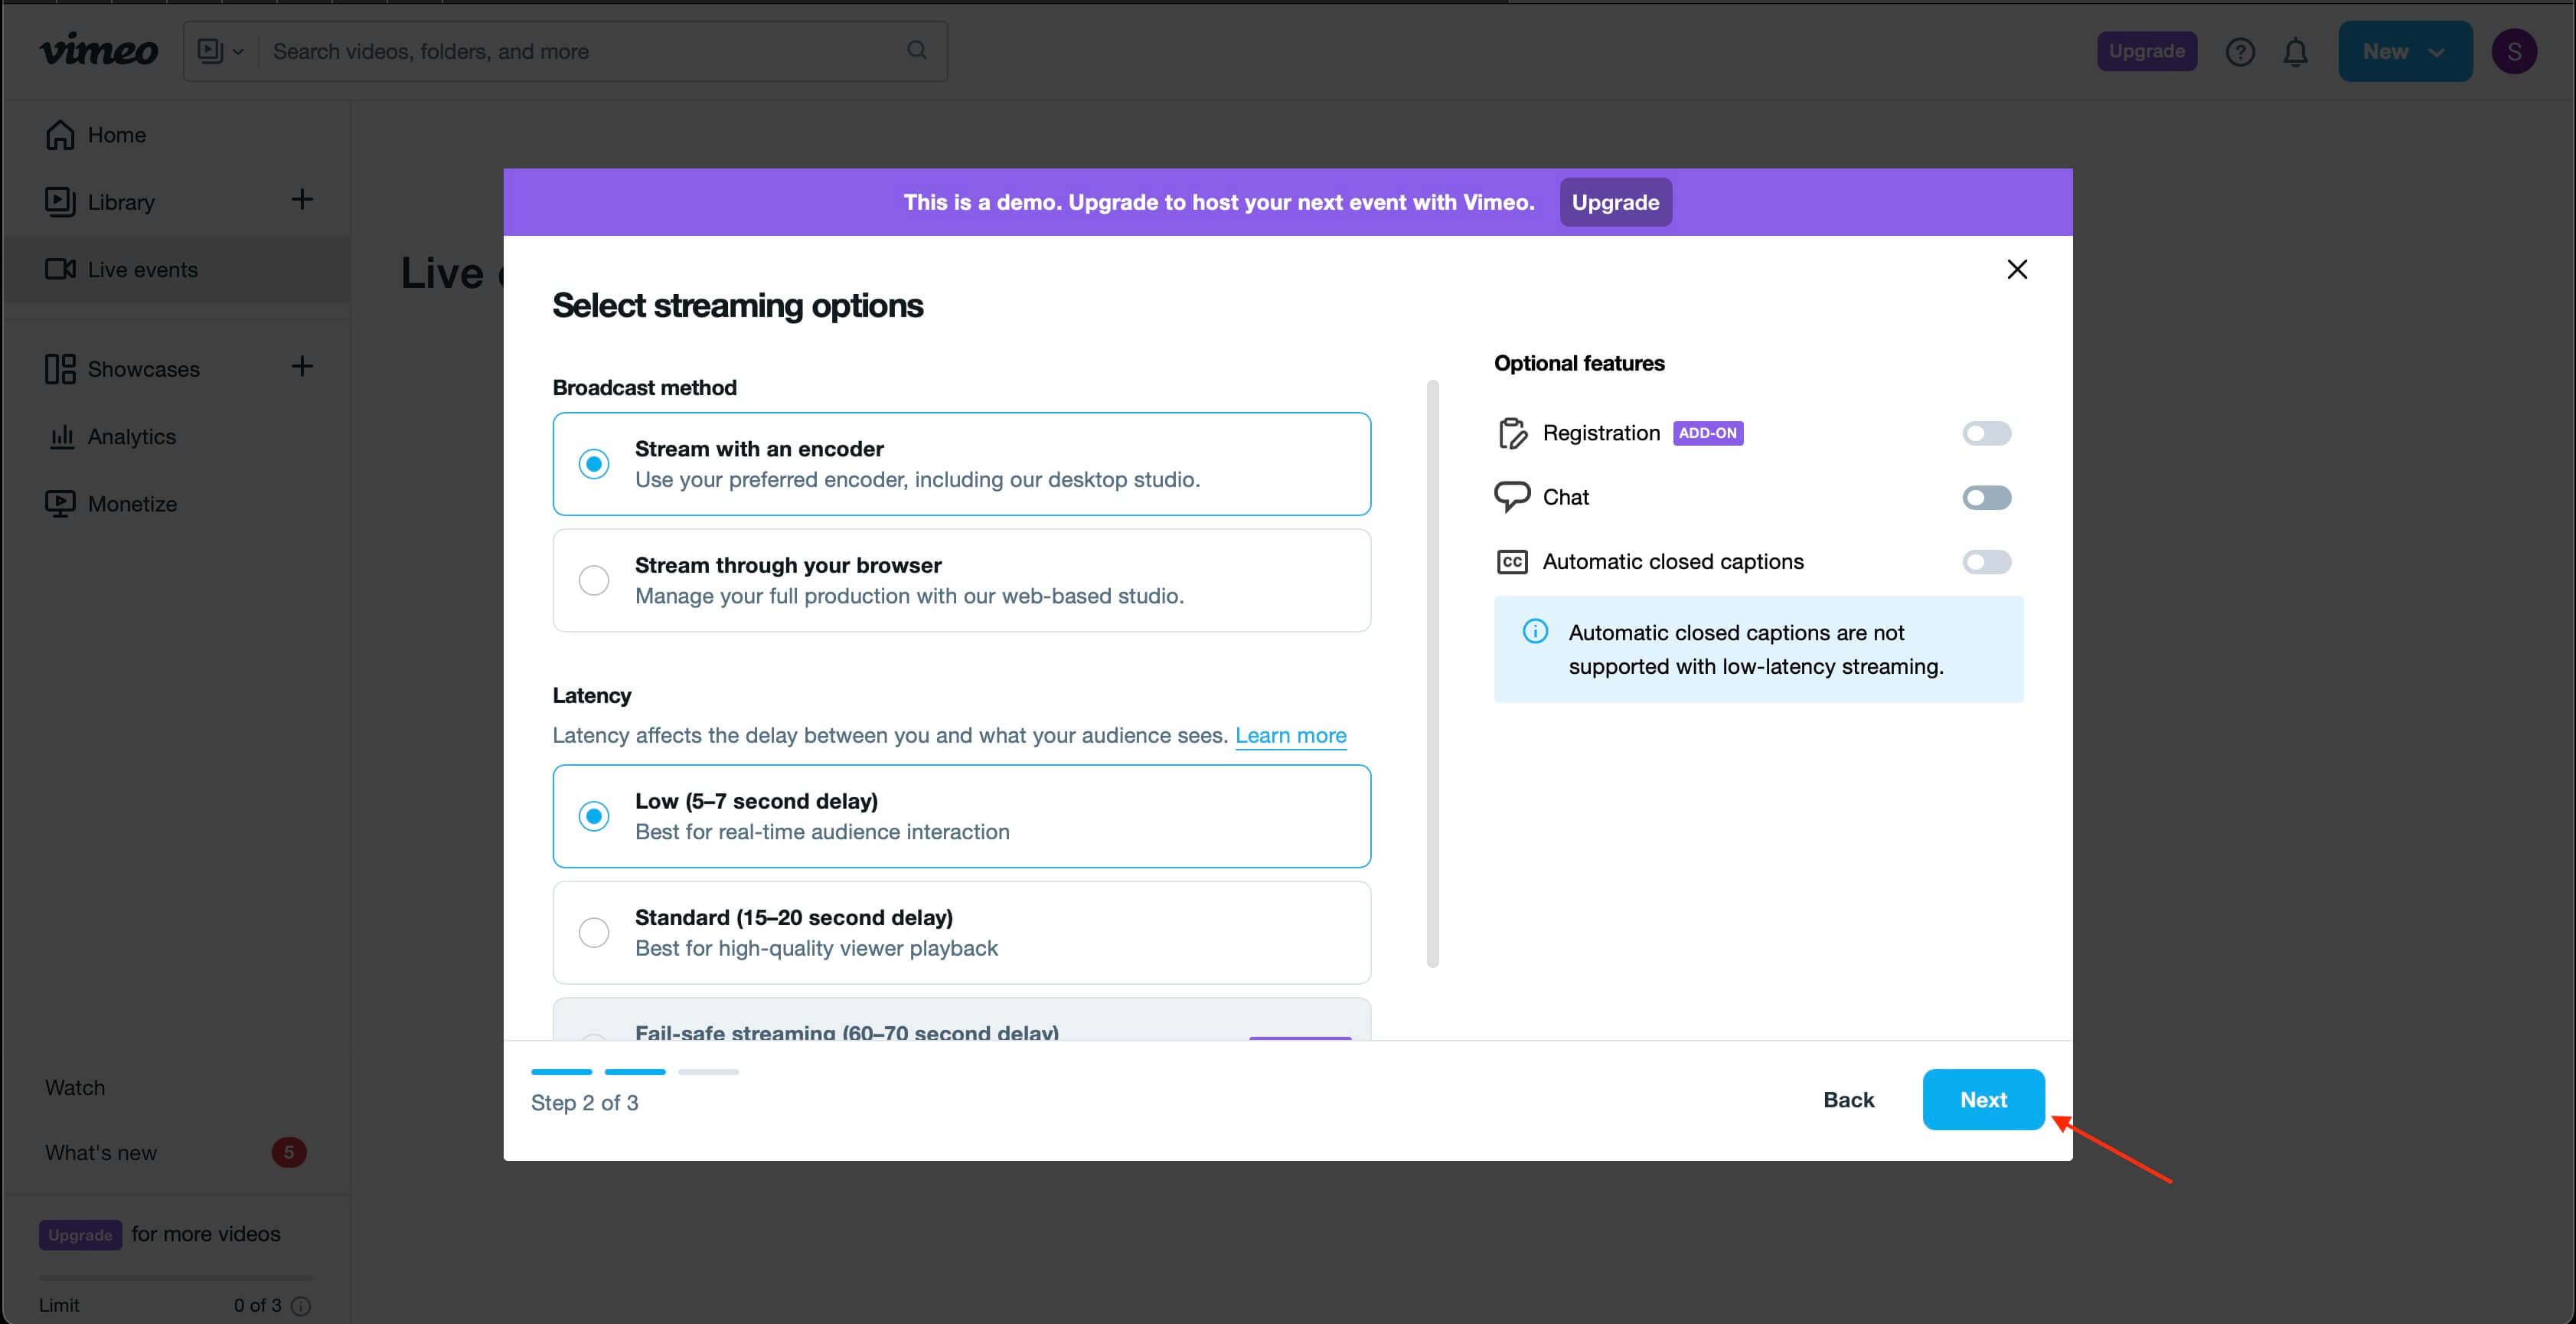 vimeo
Search videos, folders, and more
Upgrade
New
S
Home
Library
Live events
Showcases
Analytics
Monetize
Watch
What's new
5
Upgrade for more videos
Limit
0 of 3
Live
This is a demo. Upgrade to host your next event with Vimeo.
Upgrade
Select streaming options
Broadcast method
Stream with an encoder
Use your preferred encoder, including our desktop studio.
Stream through your browser
Manage your full production with our web-based studio.
Latency
Latency affects the delay between you and what your audience sees. Learn more
Low (5–7 second delay)
Best for real-time audience interaction
Standard (15–20 second delay)
Best for high-quality viewer playback
Fail-safe streaming (60–70 second delay)
Optional features
Registration ADD-ON
Chat
CC Automatic closed captions
Automatic closed captions are not
supported with low-latency streaming.
Step 2 of 3
Back
Next